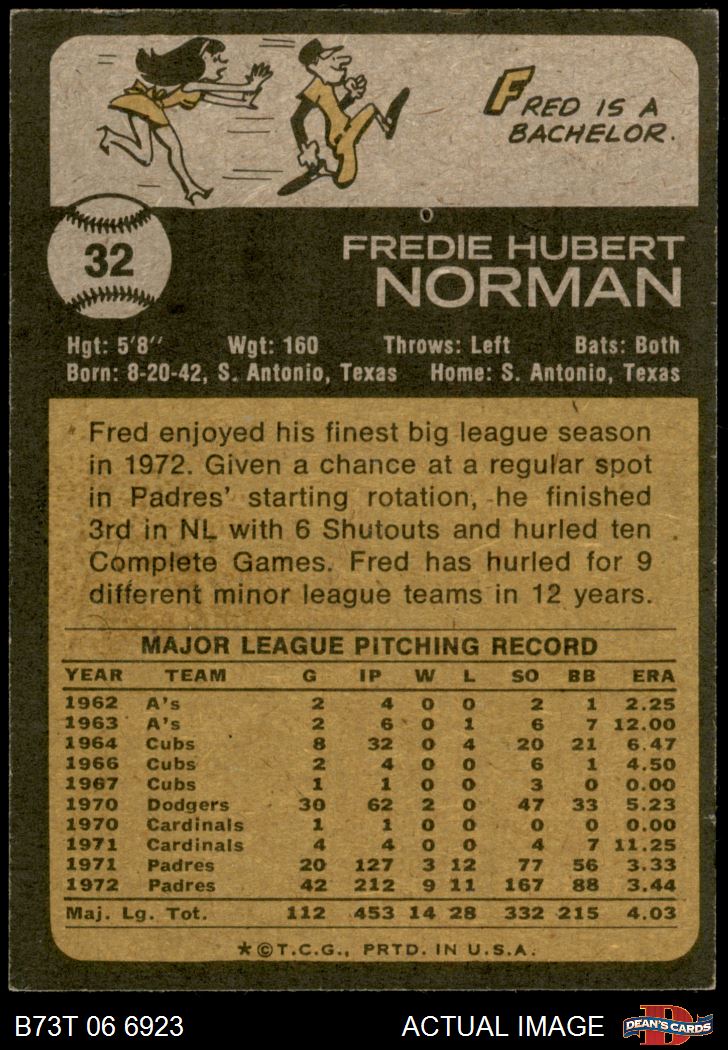 FRED IS A
BACHELOR.
32
FREDIE HUBERT
NORMAN
Hgt: 5'8" Wgt: 160 Throws: Left Bats: Both
Born: 8-20-42, S. Antonio, Texas Home: S. Antonio, Texas
Fred enjoyed his finest big league season
in 1972. Given a chance at a regular spot
in Padres' starting rotation, he finished
3rd in NL with 6 Shutouts and hurled ten
Complete Games. Fred has hurled for 9
different minor league teams in 12 years.
MAJOR LEAGUE PITCHING RECORD
YEAR TEAM G IP W L SO BB ERA
1962 A's 2 4 0 0 2 1 2.25
1963 A's 2 6 0 1 6 7 12.00
1964 Cubs 8 32 0 4 20 21 6.47
1966 Cubs 2 4 0 0 6 1 4.50
1967 Cubs 1 1 0 0 3 0 0.00
1970 Dodgers 30 62 2 0 47 33 5.23
1970 Cardinals 1 1 0 0 0 0 0.00
1971 Cardinals 4 4 0 0 4 7 11.25
1971 Padres 20 127 3 12 77 56 3.33
1972 Padres 42 212 9 11 167 88 3.44
Maj. Lg. Tot. 112 453 14 28 332 215 4.03
★©T.C.G., PRTD. IN U.S.A.
B73T 06 6923 ACTUAL IMAGE D DEAN'S CARDS